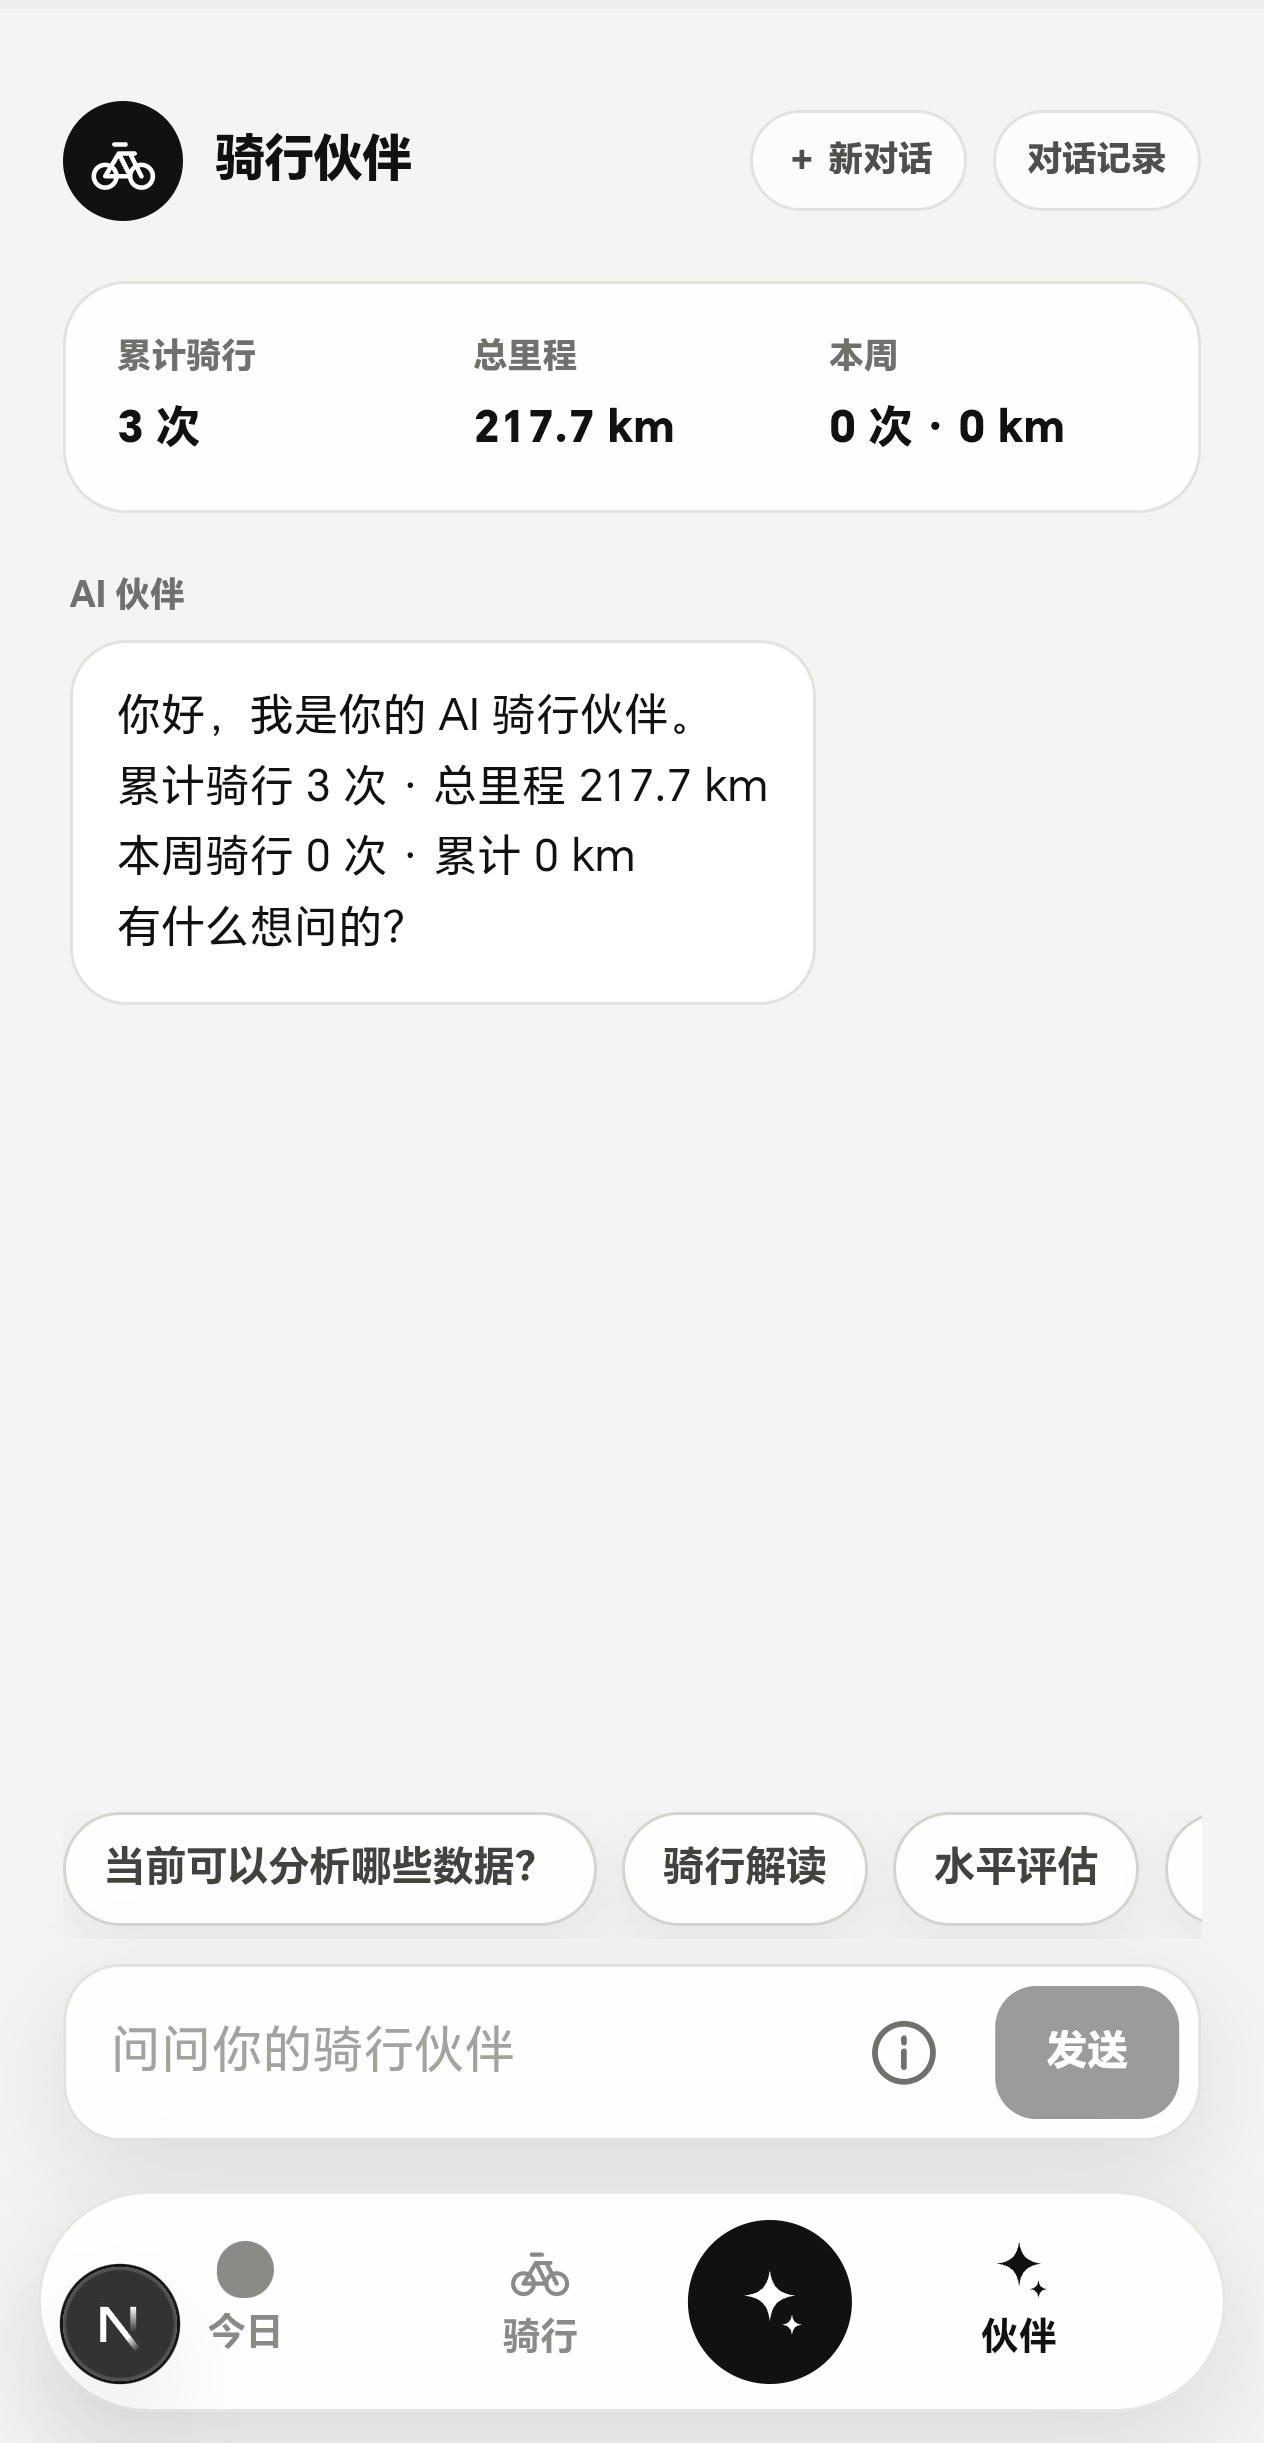 骑行伙伴
+ 新对话
对话记录
累计骑行
总里程
本周
3 次
217.7 km
0 次 · 0 km
AI 伙伴
你好，我是你的 AI 骑行伙伴。
累计骑行 3 次 · 总里程 217.7 km
本周骑行 0 次 · 累计 0 km
有什么想问的?
当前可以分析哪些数据?
骑行解读
水平评估
问问你的骑行伙伴
发送
N
今日
骑行
伙伴